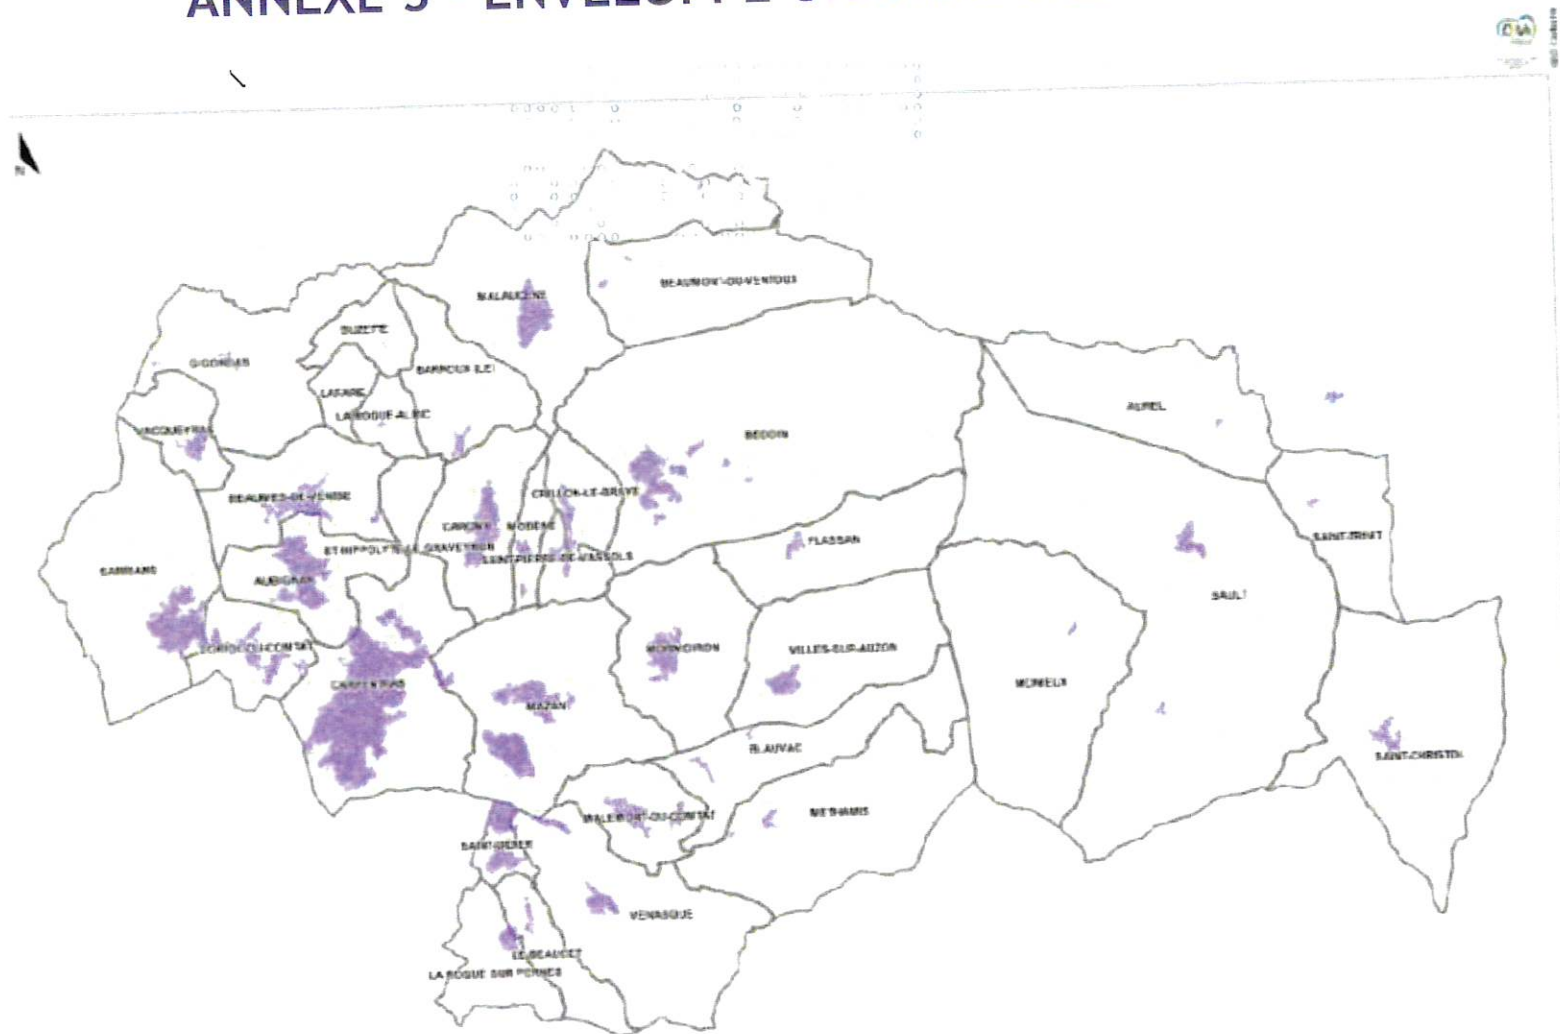 ANNEXE 3
N
MALAUCENE
BEAUMONT-DU-VENTOUX
SUZETTE
GIGONDAS
BARROUX (LE)
LAFARE
LA ROQUE-ALRIC
AUREL
VACQUEYRAS
BEDOIN
BEAUMES-DE-VENISE
CRILLON-LE-BRAVE
CAROMB
MODENE
FLASSAN
SAINT-TRINIT
ST HIPPOLYTE-LE-GRAVEYRON
SAINT-PIERRE-DE-VASSOLS
SARRIANS
AUBIGNAN
SAULT
LORIOL-DU-COMTAT
MORMOIRON
VILLES-SUR-AUZON
CARPENTRAS
MONIEUX
MAZAN
BLAUVAC
SAINT-CHRISTOL
MALEMORT-DU-COMTAT
METHAMIS
SAINT-DIDIER
VENASQUE
LE BEAUCET
LA ROQUE SUR PERNES